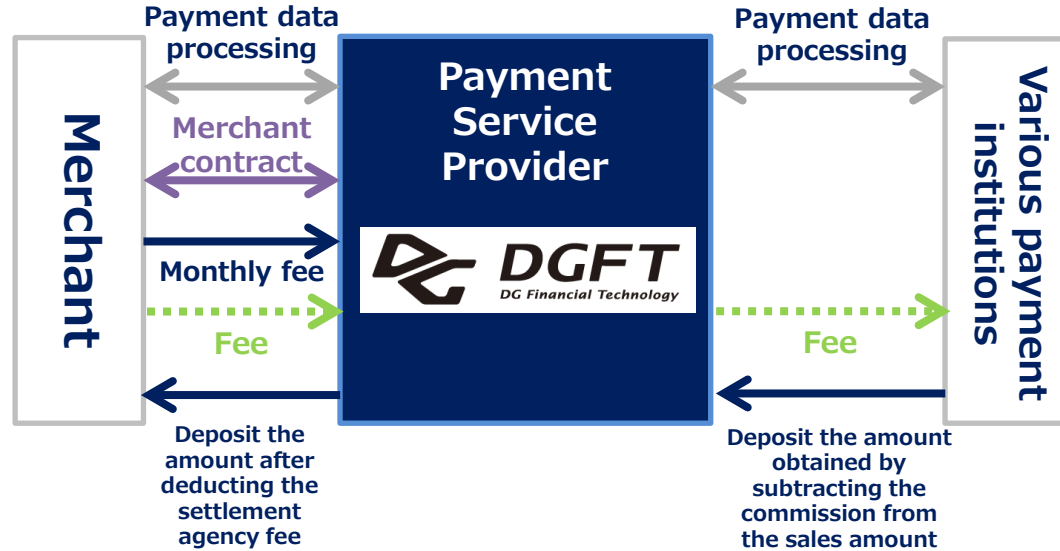 Payment data
processing
Payment data
processing
Merchant
Payment
Service
Provider
Various payment
institutions
Merchant
contract
DG DGFT
DG Financial Technology
Monthly fee
Fee
Fee
Deposit the
amount after
deducting the
settlement
agency fee
Deposit the amount
obtained by
subtracting the
commission from
the sales amount